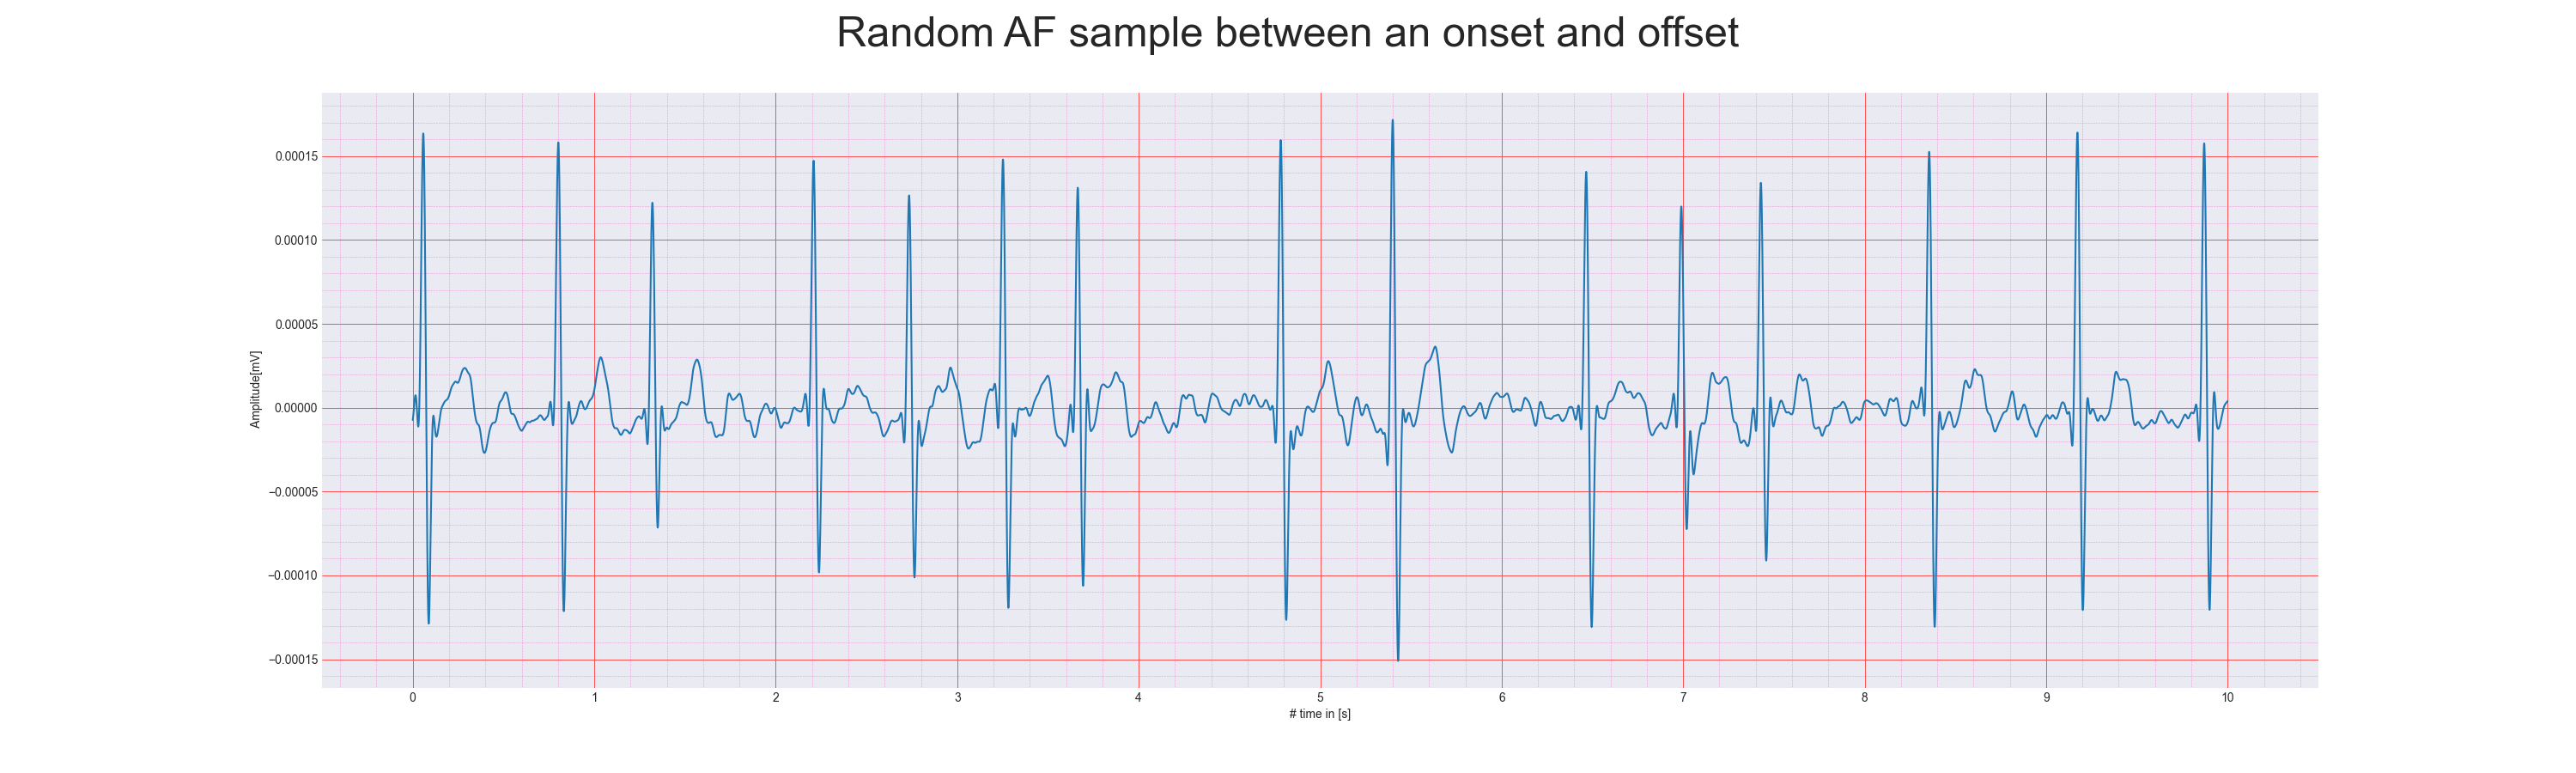 Random AF sample between an onset and offset
0.00015
0.00010
0.00005
0.00000
−0.00005
−0.00010
−0.00015
Amplitude[mV]
0 1 2 3 4 5 6 7 8 9 10
# time in [s]